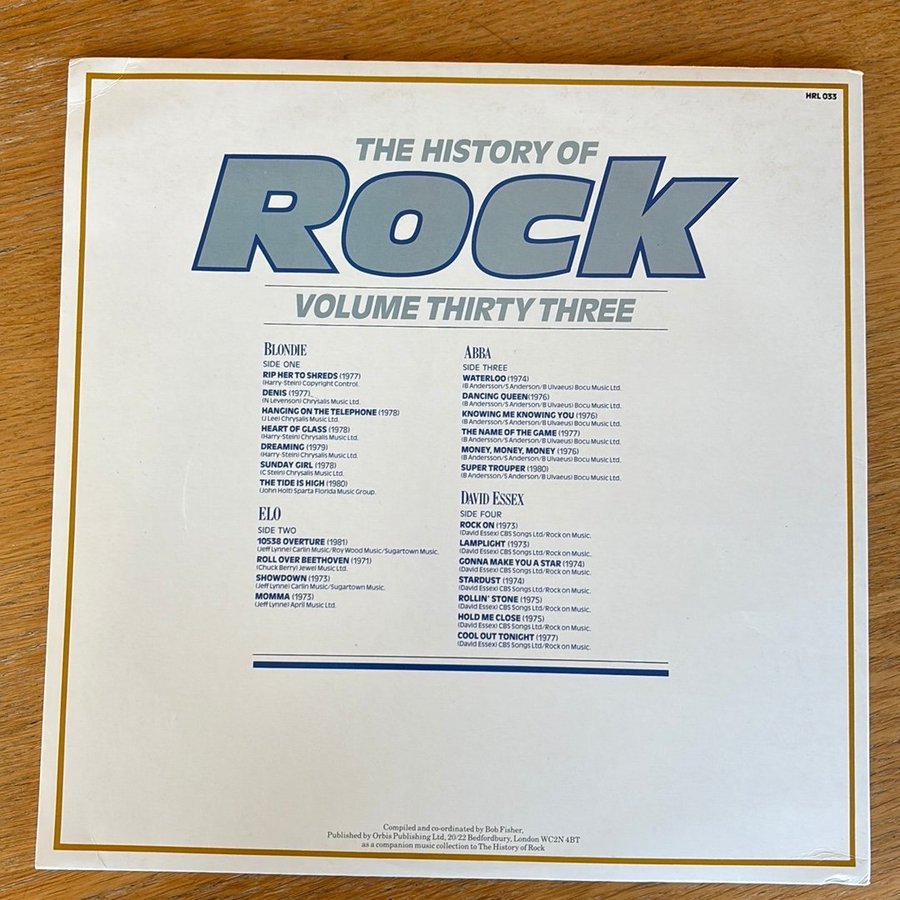 HRL 033
THE HISTORY OF
ROCK
VOLUME THIRTY THREE
BLONDIE
SIDE ONE
RIP HER TO SHREDS (1977)
(Harry-Stein) Copyright Control.
DENIS (1977)
(N Levenson) Chrysalis Music Ltd.
HANGING ON THE TELEPHONE (1978)
(J Lee) Chrysalis Music Ltd.
HEART OF GLASS (1978)
(Harry-Stein) Chrysalis Music Ltd.
DREAMING (1979)
(Harry-Stein) Chrysalis Music Ltd.
SUNDAY GIRL (1978)
(C Stein) Chrysalis Music Ltd.
THE TIDE IS HIGH (1980)
(John Holt) Sparta Florida Music Group.
ELO
SIDE TWO
10538 OVERTURE (1981)
(Jeff Lynne) Carlin Music/Roy Wood Music/Sugartown Music.
ROLL OVER BEETHOVEN (1971)
(Chuck Berry) Jewel Music Ltd.
SHOWDOWN (1973)
(Jeff Lynne) Carlin Music/Sugartown Music.
MOMMA (1973)
(Jeff Lynne) April Music Ltd.
ABBA
SIDE THREE
WATERLOO (1974)
(B Andersson/S Anderson/B Ulvaeus) Bocu Music Ltd.
DANCING QUEEN (1976)
(B Andersson/S Anderson/B Ulvaeus) Bocu Music Ltd.
KNOWING ME KNOWING YOU (1976)
(B Andersson/S Anderson/B Ulvaeus) Bocu Music Ltd.
THE NAME OF THE GAME (1977)
(B Andersson/S Anderson/B Ulvaeus) Bocu Music Ltd.
MONEY, MONEY, MONEY (1976)
(B Andersson/S Anderson/B Ulvaeus) Bocu Music Ltd.
SUPER TROUPER (1980)
(B Andersson/S Anderson/B Ulvaeus) Bocu Music Ltd.
DAVID ESSEX
SIDE FOUR
ROCK ON (1973)
(David Essex) CBS Songs Ltd/Rock on Music.
LAMPLIGHT (1973)
(David Essex) CBS Songs Ltd/Rock on Music.
GONNA MAKE YOU A STAR (1974)
(David Essex) CBS Songs Ltd/Rock on Music.
STARDUST (1974)
(David Essex) CBS Songs Ltd/Rock on Music.
ROLLIN' STONE (1975)
(David Essex) CBS Songs Ltd/Rock on Music.
HOLD ME CLOSE (1975)
(David Essex) CBS Songs Ltd/Rock on Music.
COOL OUT TONIGHT (1977)
(David Essex) CBS Songs Ltd/Rock on Music.
Compiled and co-ordinated by Bob Fisher,
Published by Orbis Publishing Ltd, 20/22 Bedfordbury, London WC2N 4BT
as a companion music collection to The History of Rock